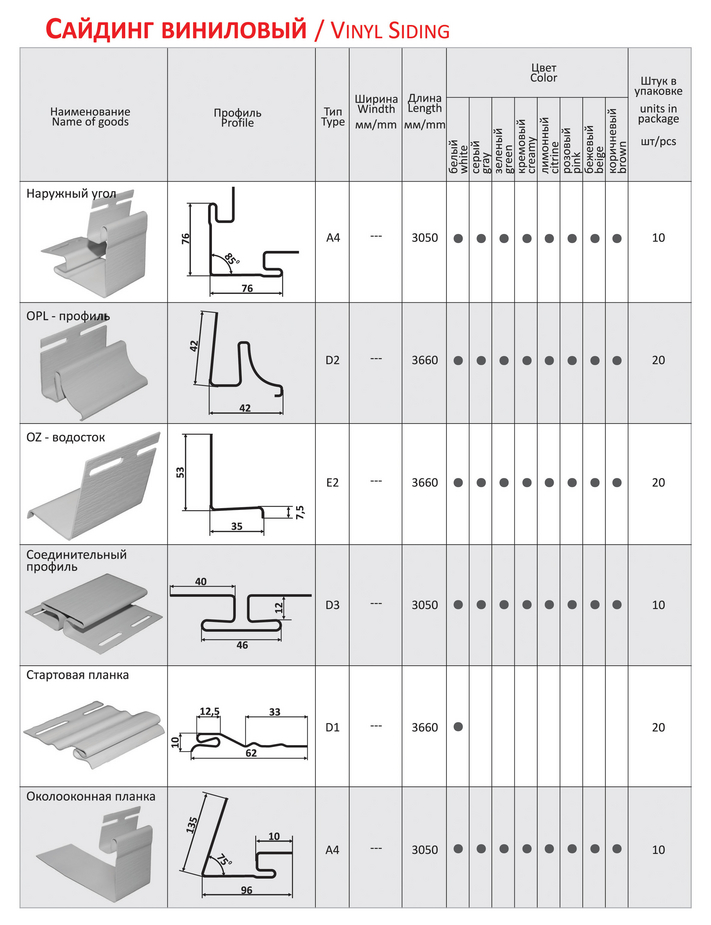 Сайдинг виниловый / Vinyl Siding
Наименование
Name of goods
Профиль
Profile
Тип
Type
Ширина
Windth
мм/mm
Длина
Length
мм/mm
Цвет
Color
белый
white
серый
gray
зеленый
green
кремовый
creamy
лимонный
citrine
розовый
pink
бежевый
beige
коричневый
brown
Штук в
упаковке
units in
package
шт/pcs
Наружный угол
76
85°
76
A4
---
3050
10
OPL - профиль
42
42
D2
---
3660
20
OZ - водосток
53
35
7,5
E2
---
3660
20
Соединительный
профиль
40
12
46
D3
---
3050
10
Стартовая планка
12,5
33
10
62
D1
---
3660
20
Околооконная планка
135
75°
10
96
A4
---
3050
10